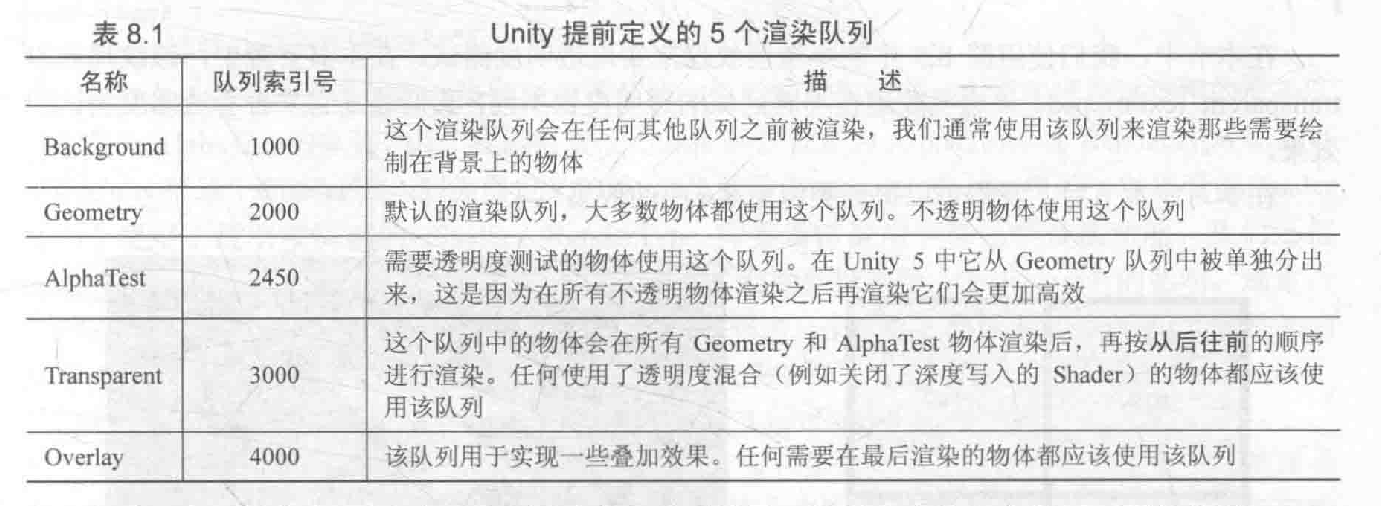 表 8.1 Unity 提前定义的 5 个渲染队列
名称 队列索引号 描 述
Background 1000 这个渲染队列会在任何其他队列之前被渲染，我们通常使用该队列来渲染那些需要绘
制在背景上的物体
Geometry 2000 默认的渲染队列，大多数物体都使用这个队列。不透明物体使用这个队列
AlphaTest 2450 需要透明度测试的物体使用这个队列。在 Unity 5 中它从 Geometry 队列中被单独分出
来，这是因为在所有不透明物体渲染之后再渲染它们会更加高效
Transparent 3000 这个队列中的物体会在所有 Geometry 和 AlphaTest 物体渲染后，再按从后往前的顺序
进行渲染。任何使用了透明度混合（例如关闭了深度写入的 Shader）的物体都应该使
用该队列
Overlay 4000 该队列用于实现一些叠加效果。任何需要在最后渲染的物体都应该使用该队列